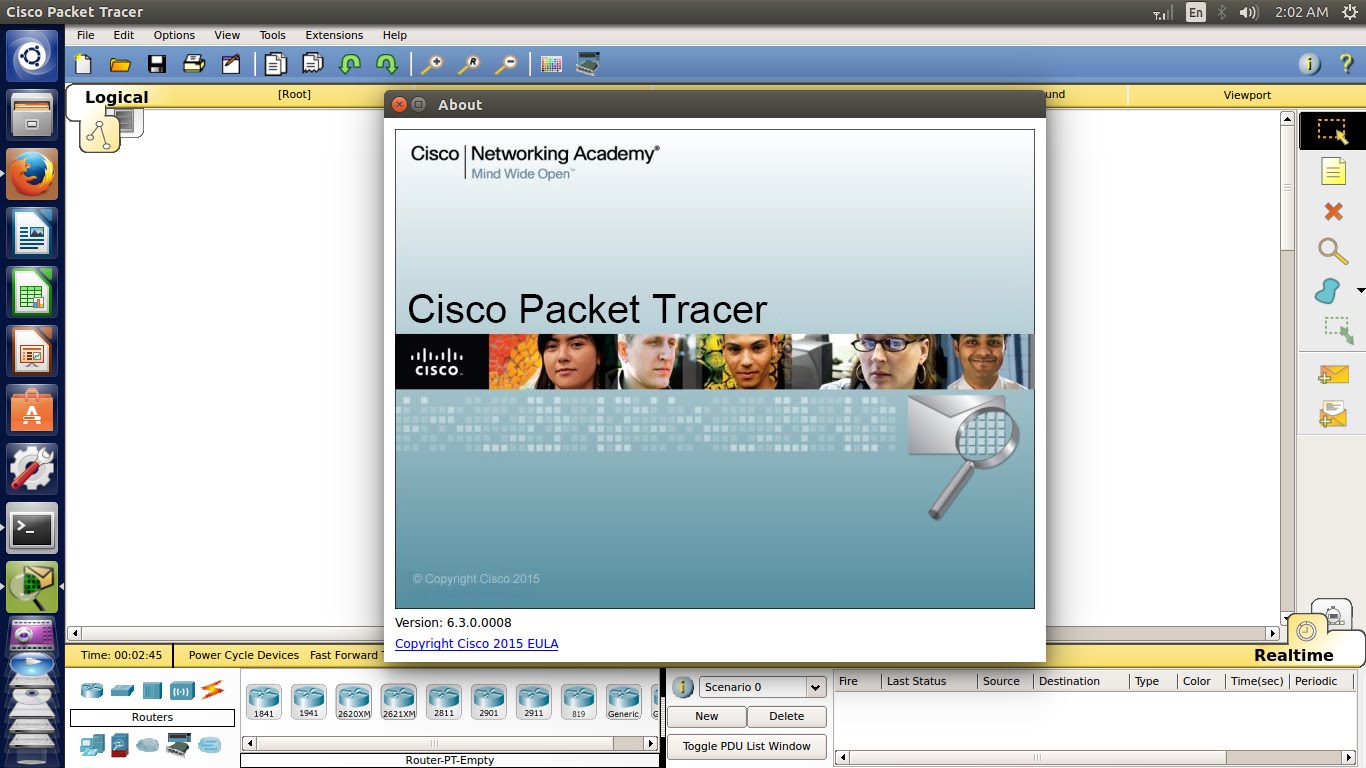 Cisco Packet Tracer
En
2:02 AM
File Edit Options View Tools Extensions Help
Logical
[Root]
Viewport
About
Cisco Networking Academy®
Mind Wide Open™
Cisco Packet Tracer
CISCO
© Copyright Cisco 2015
Version: 6.3.0.0008
Copyright Cisco 2015 EULA
Time: 00:02:45
Power Cycle Devices Fast Forward
Realtime
Routers
1841 1941 2620XM 2621XM 2811 2901 2911 819 Generic
Router-PT-Empty
Scenario 0
New Delete
Toggle PDU List Window
Fire Last Status Source Destination Type Color Time(sec) Periodic